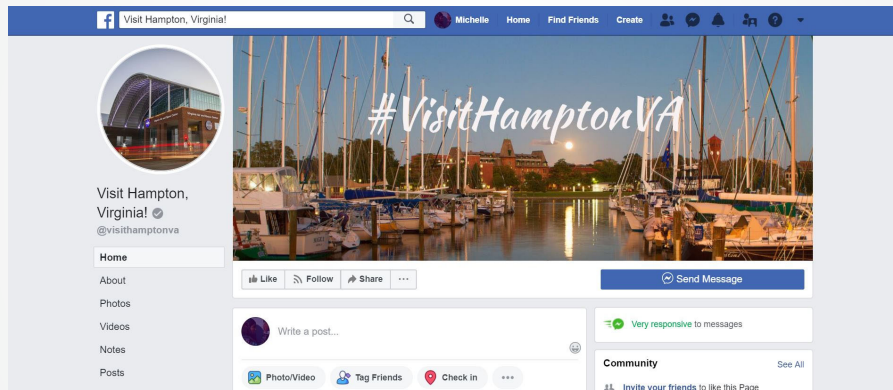 Visit Hampton, Virginia!
Michelle Home Find Friends Create
#VisitHamptonVA
Visit Hampton,
Virginia!
@visithamptonva
Home
About
Photos
Videos
Notes
Posts
Like Follow Share ...
Send Message
Write a post...
Photo/Video Tag Friends Check in ...
Very responsive to messages
Community See All
Invite your friends to like this Page